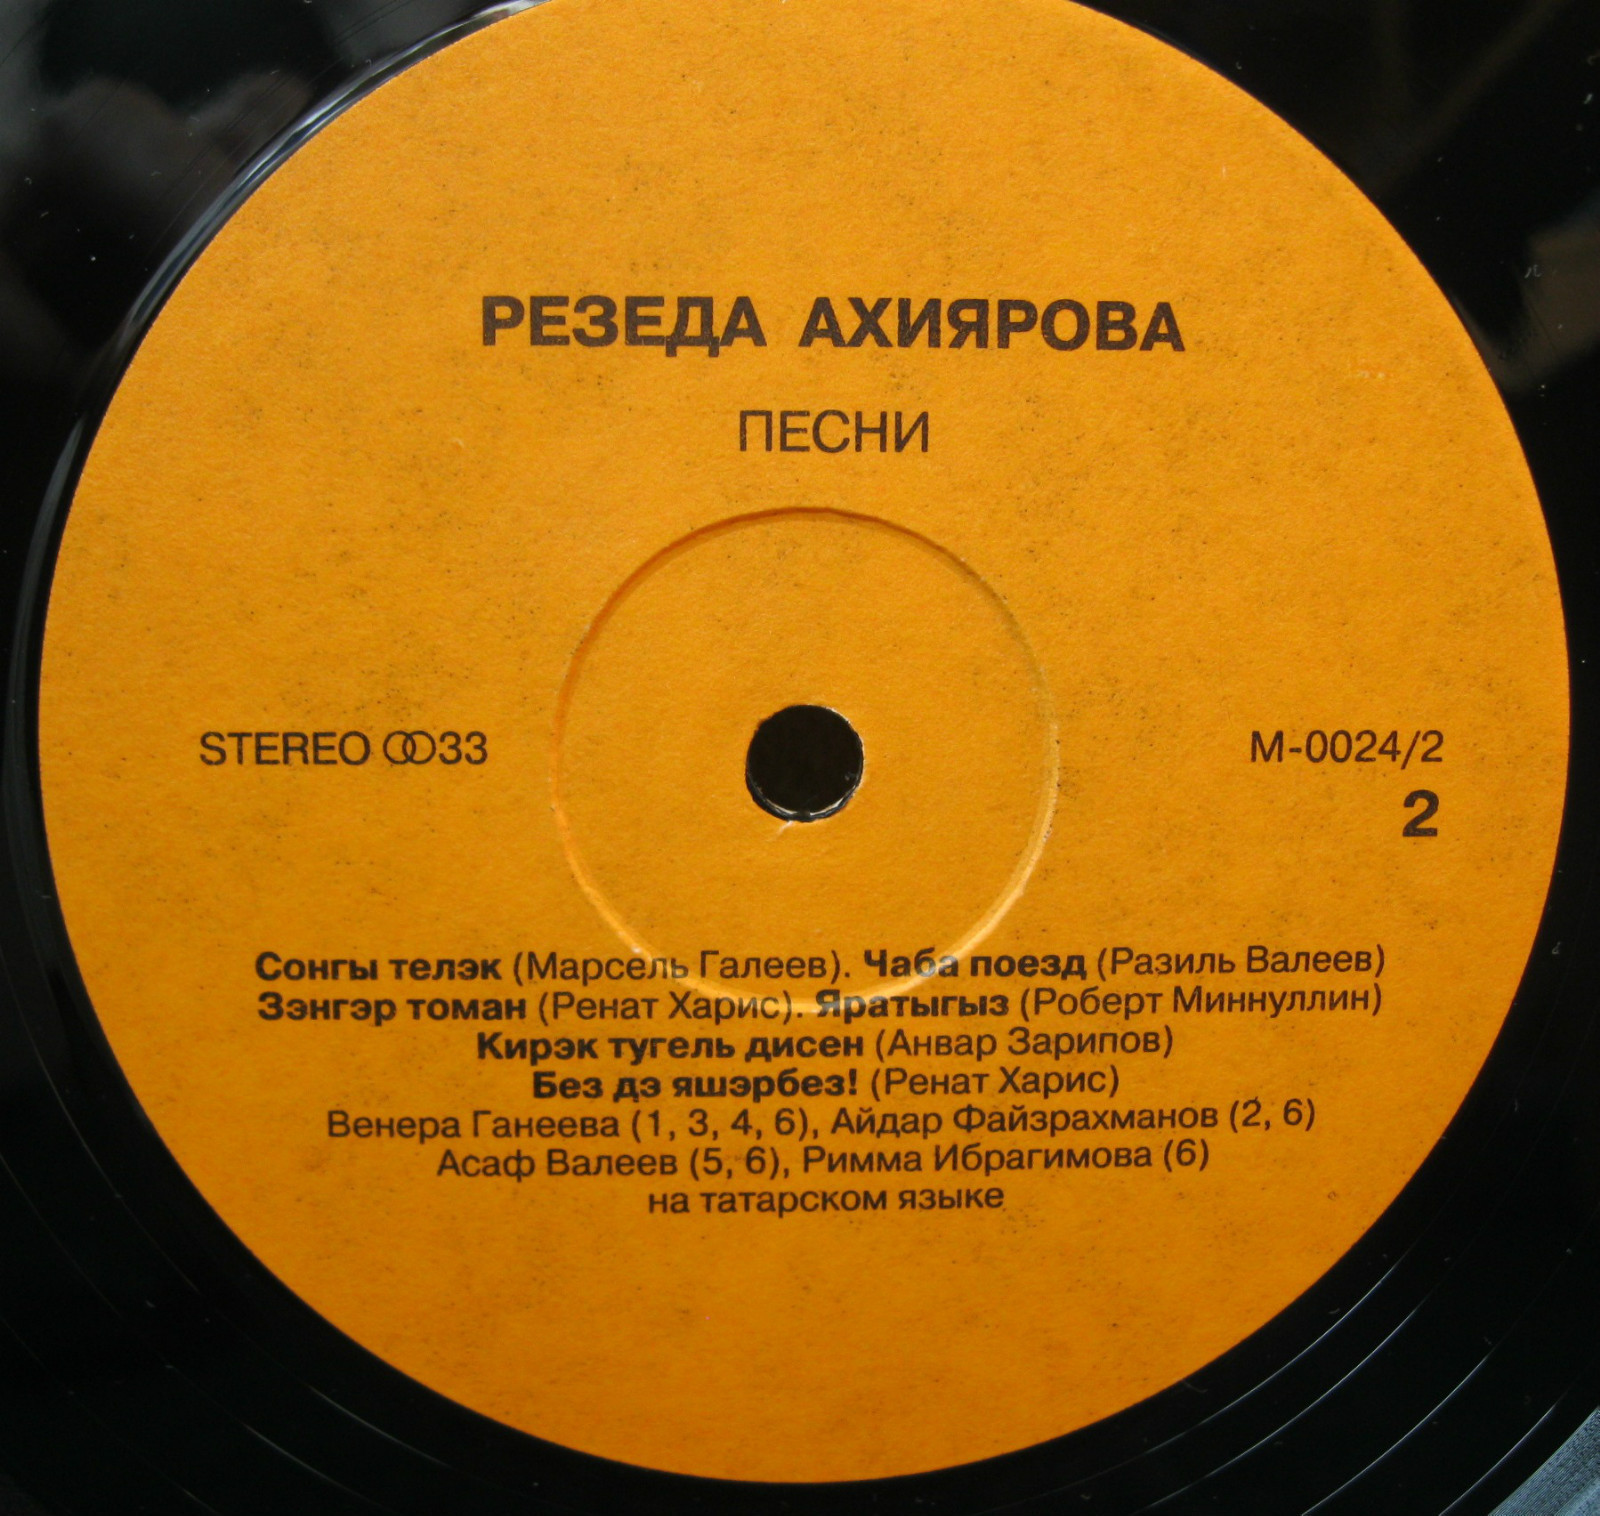 РЕЗЕДА АХИЯРОВА
ПЕСНИ
STEREO 33
М-0024/2
2
Сонгы телэк (Марсель Галеев). Чаба поезд (Разиль Валеев)
Зэнгэр томан (Ренат Харис). Яратыгыз (Роберт Миннуллин)
Кирэк тугель дисен (Анвар Зарипов)
Без дэ яшэрбез! (Ренат Харис)
Венера Ганеева (1, 3, 4, 6), Айдар Файзрахманов (2, 6)
Асаф Валеев (5, 6), Римма Ибрагимова (6)
на татарском языке